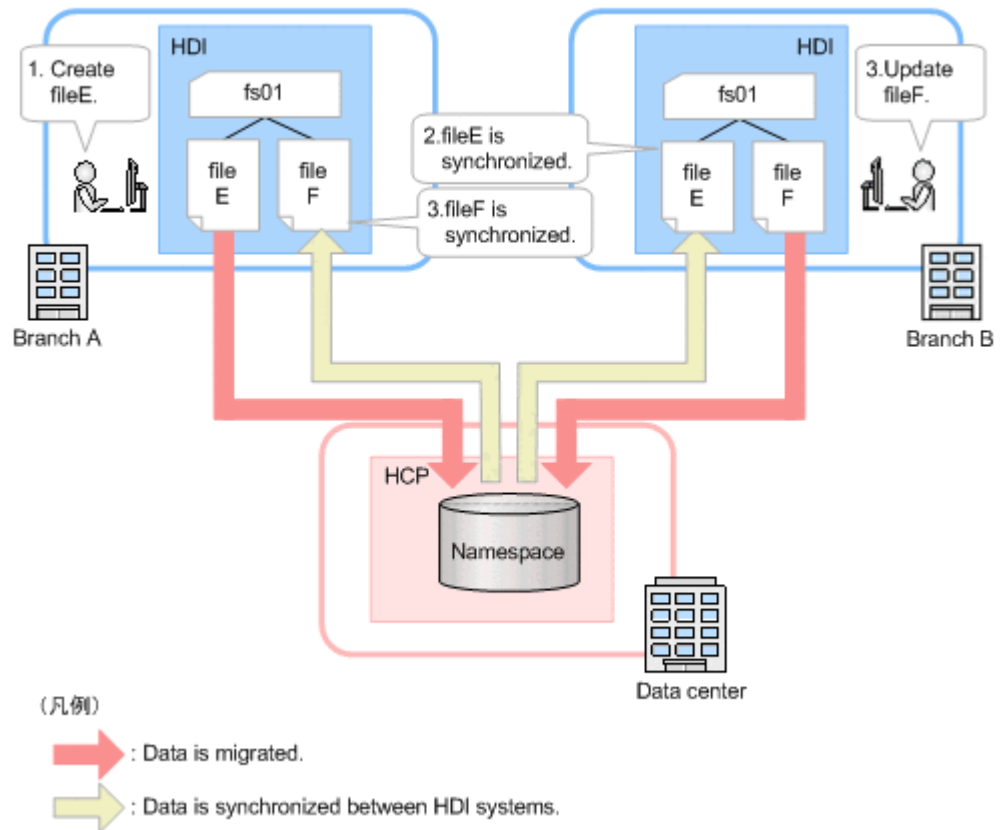 HDI
1. Create
fileE.
fs01
file
E
file
F
HDI
3.Update
fileF.
fs01
2.fileE is
synchronized.
file
E
file
F
3.fileF is
synchronized.
Branch A
Branch B
HCP
Namespace
Data center
(凡例)
: Data is migrated.
: Data is synchronized between HDI systems.